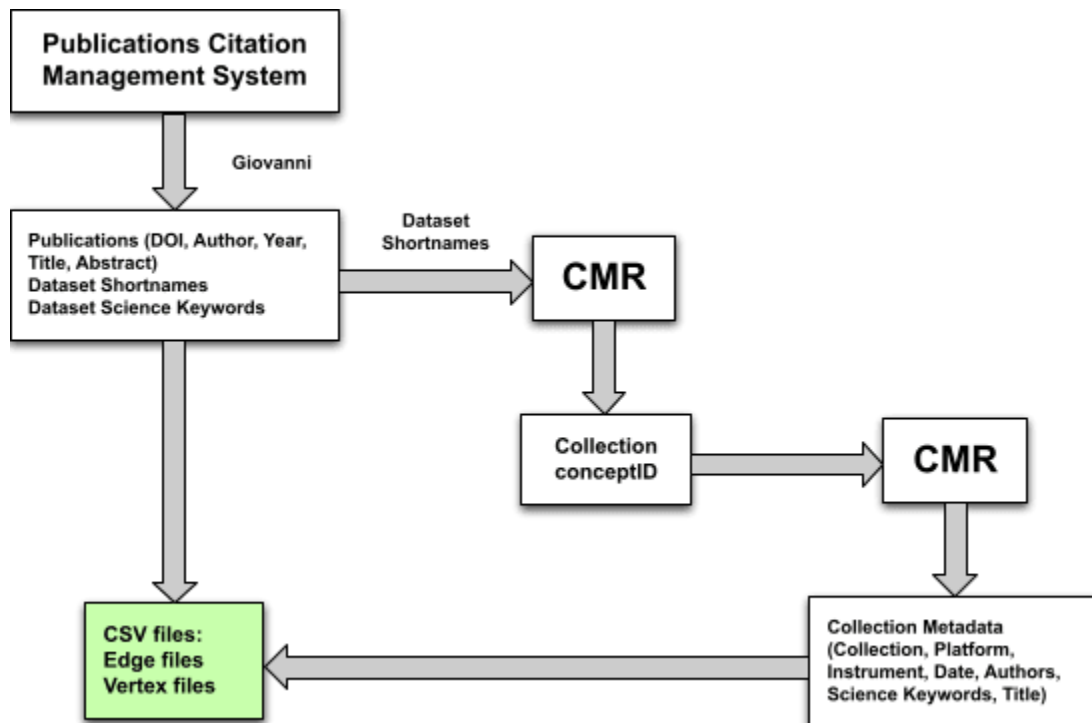 Publications Citation
Management System
Giovanni
Publications (DOI, Author, Year,
Title, Abstract)
Dataset Shortnames
Dataset Science Keywords
Dataset
Shortnames
CMR
Collection
conceptID
CMR
Collection Metadata
(Collection, Platform,
Instrument, Date, Authors,
Science Keywords, Title)
CSV files:
Edge files
Vertex files